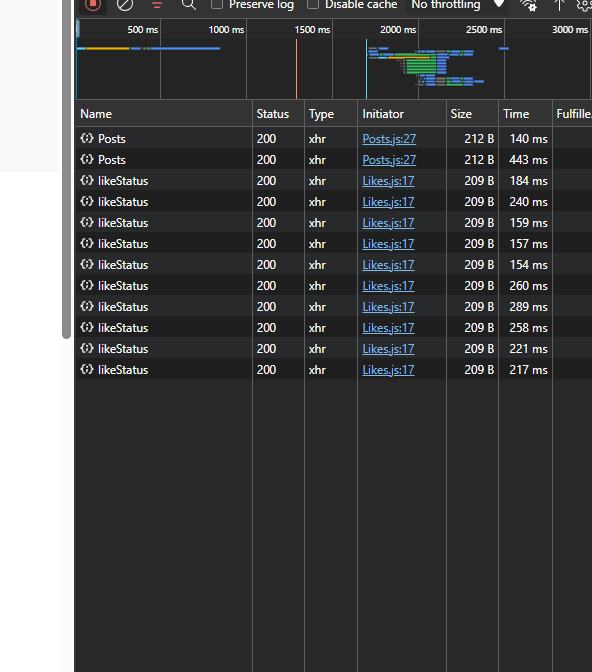 Preserve log Disable cache No throttling
500 ms 1000 ms 1500 ms 2000 ms 2500 ms 3000 ms
Name Status Type Initiator Size Time Fulfille
Posts 200 xhr Posts.js:27 212 B 140 ms
Posts 200 xhr Posts.js:27 212 B 443 ms
likeStatus 200 xhr Likes.js:17 209 B 184 ms
likeStatus 200 xhr Likes.js:17 209 B 240 ms
likeStatus 200 xhr Likes.js:17 209 B 159 ms
likeStatus 200 xhr Likes.js:17 209 B 157 ms
likeStatus 200 xhr Likes.js:17 209 B 154 ms
likeStatus 200 xhr Likes.js:17 209 B 260 ms
likeStatus 200 xhr Likes.js:17 209 B 289 ms
likeStatus 200 xhr Likes.js:17 209 B 258 ms
likeStatus 200 xhr Likes.js:17 209 B 221 ms
likeStatus 200 xhr Likes.js:17 209 B 217 ms